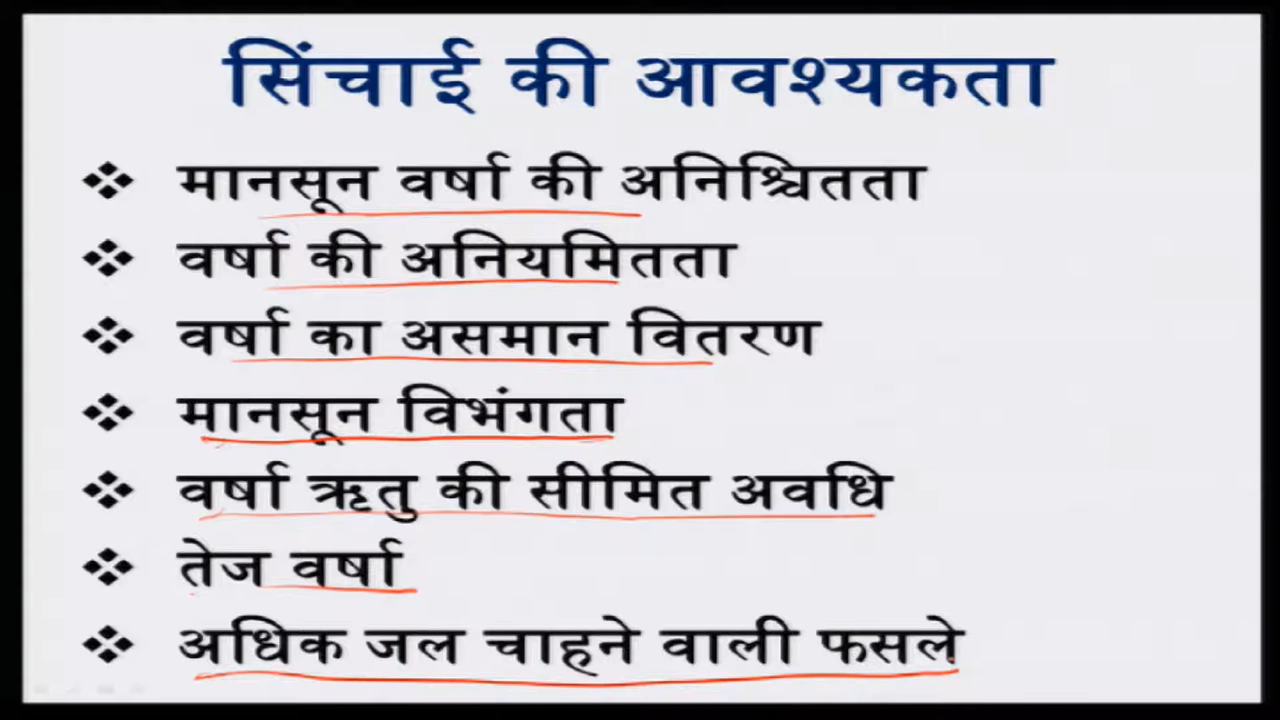 सिंचाई की आवश्यकता
❖ मानसून वर्षा की अनिश्चितता
❖ वर्षा की अनियमितता
❖ वर्षा का असमान वितरण
❖ मानसून विभंगता
❖ वर्षा ऋतु की सीमित अवधि
❖ तेज वर्षा
❖ अधिक जल चाहने वाली फसले